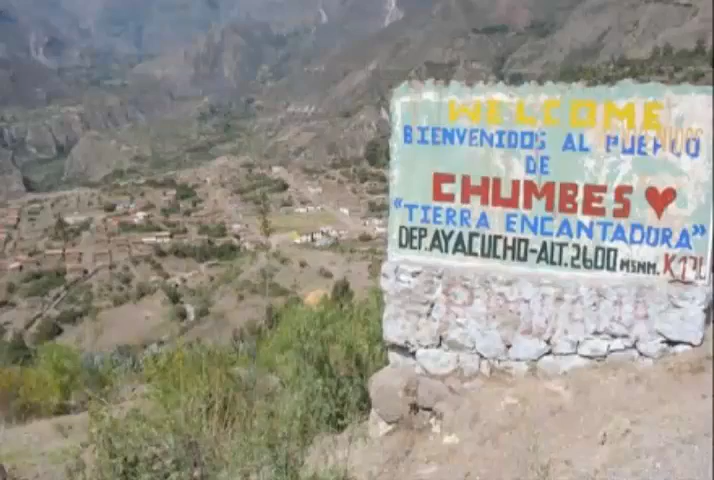 WELCOME
BIENVENIDOS AL PUEBLO
DE
CHUMBES
"TIERRA ENCANTADORA"
DEP. AYACUCHO-ALT. 2600 MSNM.